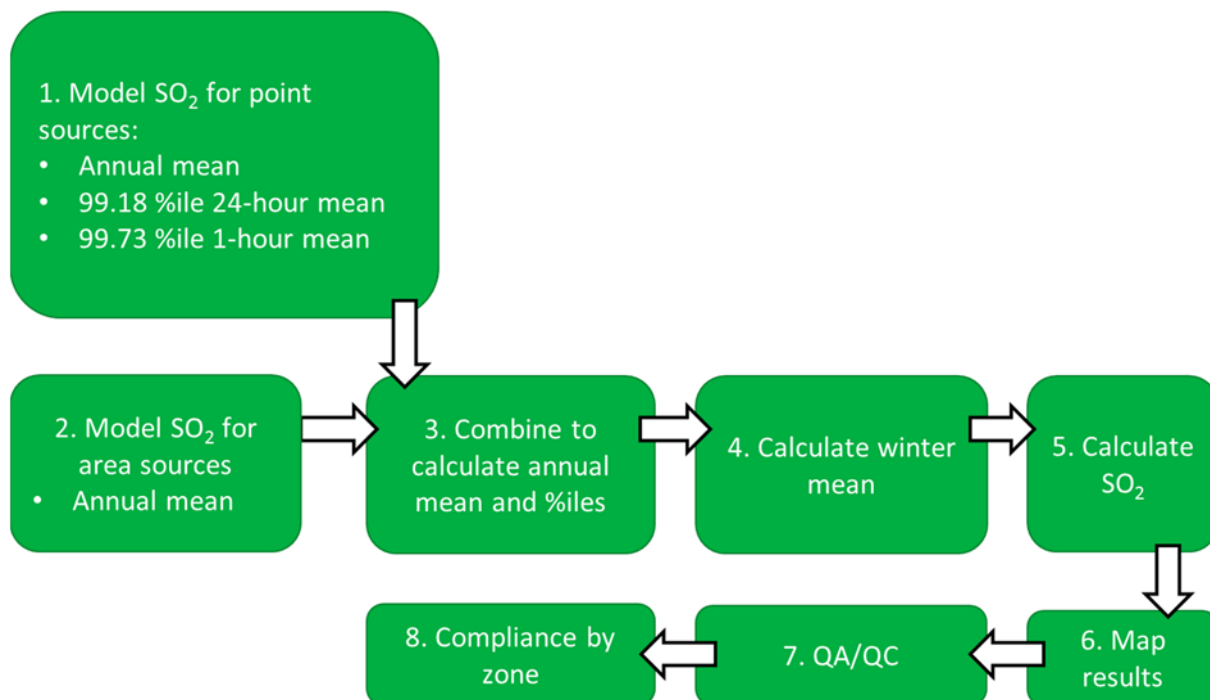 1. Model SO₂ for point
sources:
• Annual mean
• 99.18 %ile 24-hour mean
• 99.73 %ile 1-hour mean
2. Model SO₂ for
area sources
• Annual mean
3. Combine to
calculate annual
mean and %iles
4. Calculate winter
mean
5. Calculate
SO₂
6. Map
results
7. QA/QC
8. Compliance by
zone